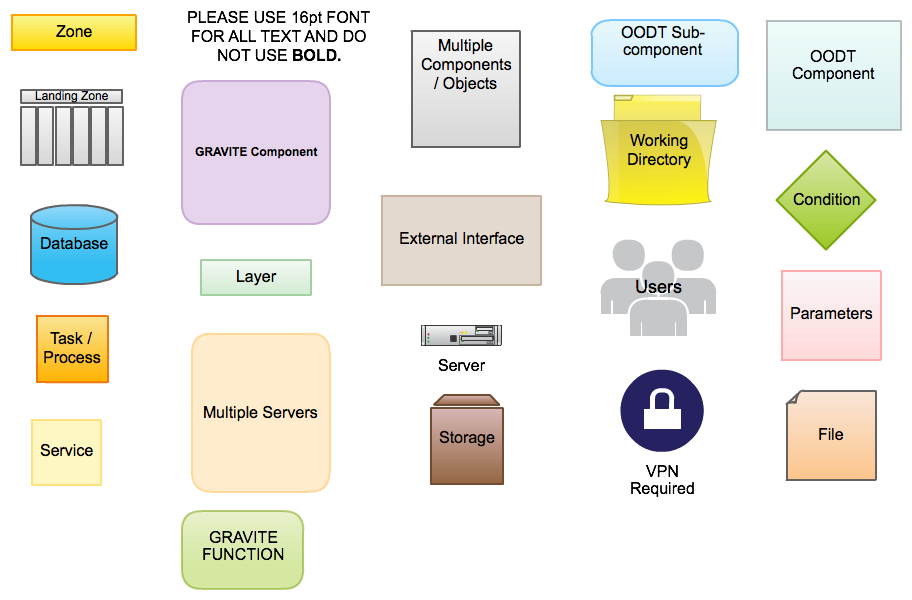 Zone
PLEASE USE 16pt FONT
FOR ALL TEXT AND DO
NOT USE BOLD.
Multiple
Components
/ Objects
OODT Sub-
component
OODT
Component
Landing Zone
GRAVITE Component
Working
Directory
Condition
Database
External Interface
Layer
Users
Parameters
Task /
Process
Server
Multiple Servers
Storage
File
Service
VPN
Required
GRAVITE
FUNCTION